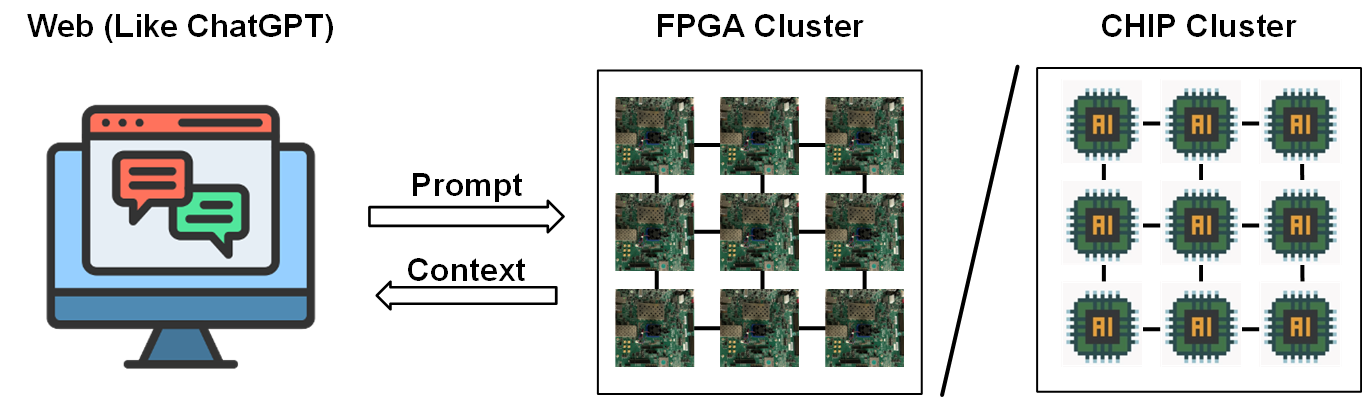 Web (Like ChatGPT)
FPGA Cluster
CHIP Cluster
Prompt
Context
AI
AI
AI
AI
AI
AI
AI
AI
AI